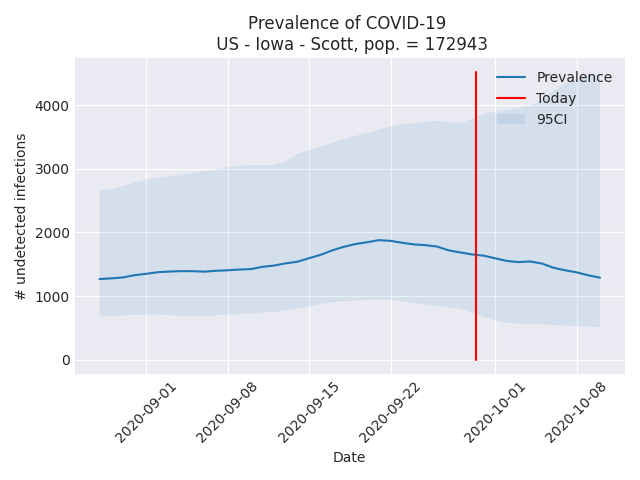 Prevalence of COVID-19
US - Iowa - Scott, pop. = 172943
Prevalence
Today
95CI
# undetected infections
4000
3000
2000
1000
0
2020-09-01
2020-09-08
2020-09-15
2020-09-22
2020-10-01
2020-10-08
Date